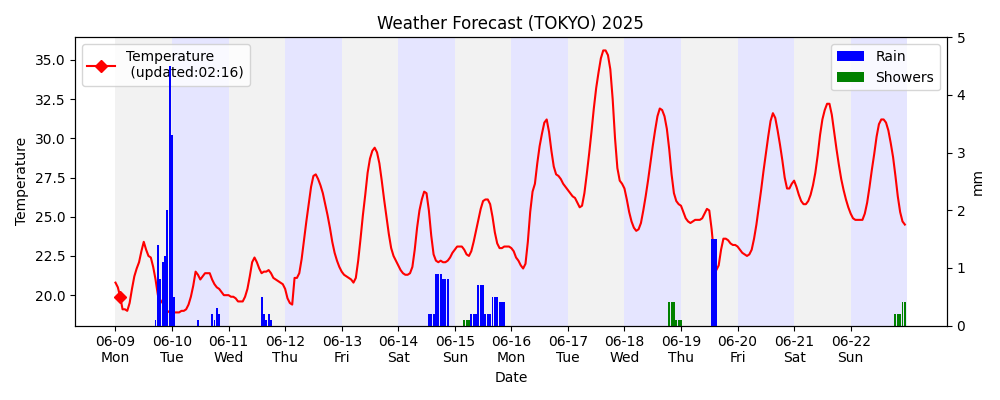 Weather Forecast (TOKYO) 2025
Temperature
(updated:02:16)
Rain
Showers
35.0
32.5
30.0
27.5
25.0
22.5
20.0
Temperature
5
4
3
2
1
0
mm
06-09 06-10 06-11 06-12 06-13 06-14 06-15 06-16 06-17 06-18 06-19 06-20 06-21 06-22
Mon Tue Wed Thu Fri Sat Sun Mon Tue Wed Thu Fri Sat Sun
Date